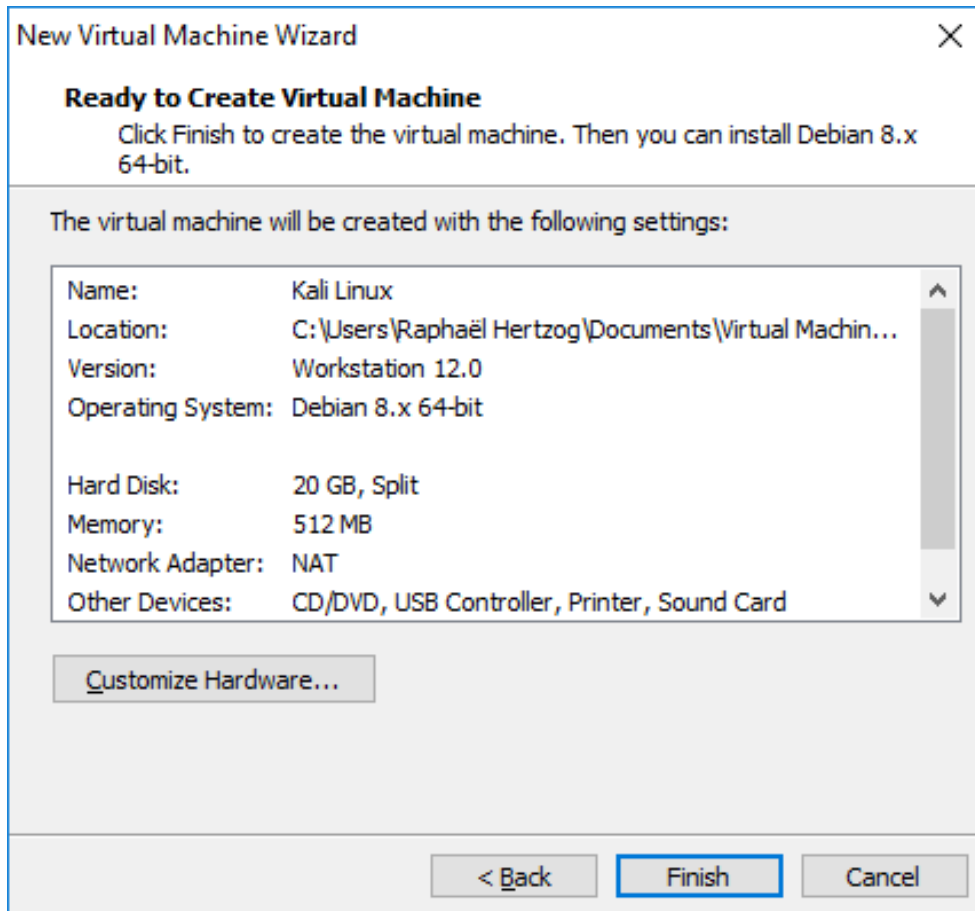 New Virtual Machine Wizard
Ready to Create Virtual Machine
Click Finish to create the virtual machine. Then you can install Debian 8.x
64-bit.
The virtual machine will be created with the following settings:
Name: Kali Linux
Location: C:\Users\Raphaël Hertzog\Documents\Virtual Machin...
Version: Workstation 12.0
Operating System: Debian 8.x 64-bit
Hard Disk: 20 GB, Split
Memory: 512 MB
Network Adapter: NAT
Other Devices: CD/DVD, USB Controller, Printer, Sound Card
Customize Hardware...
< Back Finish Cancel